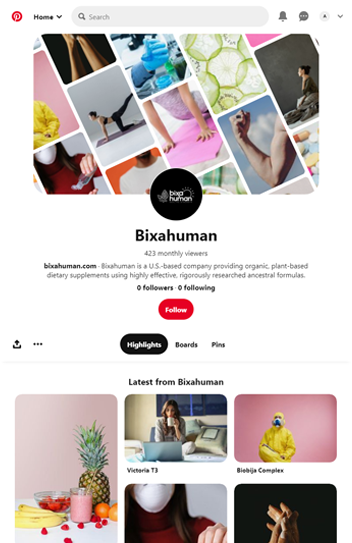 Home
Search
bixa
human
Bixahuman
423 monthly viewers
bixahuman.com · Bixahuman is a U.S.-based company providing organic, plant-based
dietary supplements using highly effective, rigorously researched ancestral formulas.
0 followers · 0 following
Follow
Highlights Boards Pins
Latest from Bixahuman
Victoria T3
Biobija Complex